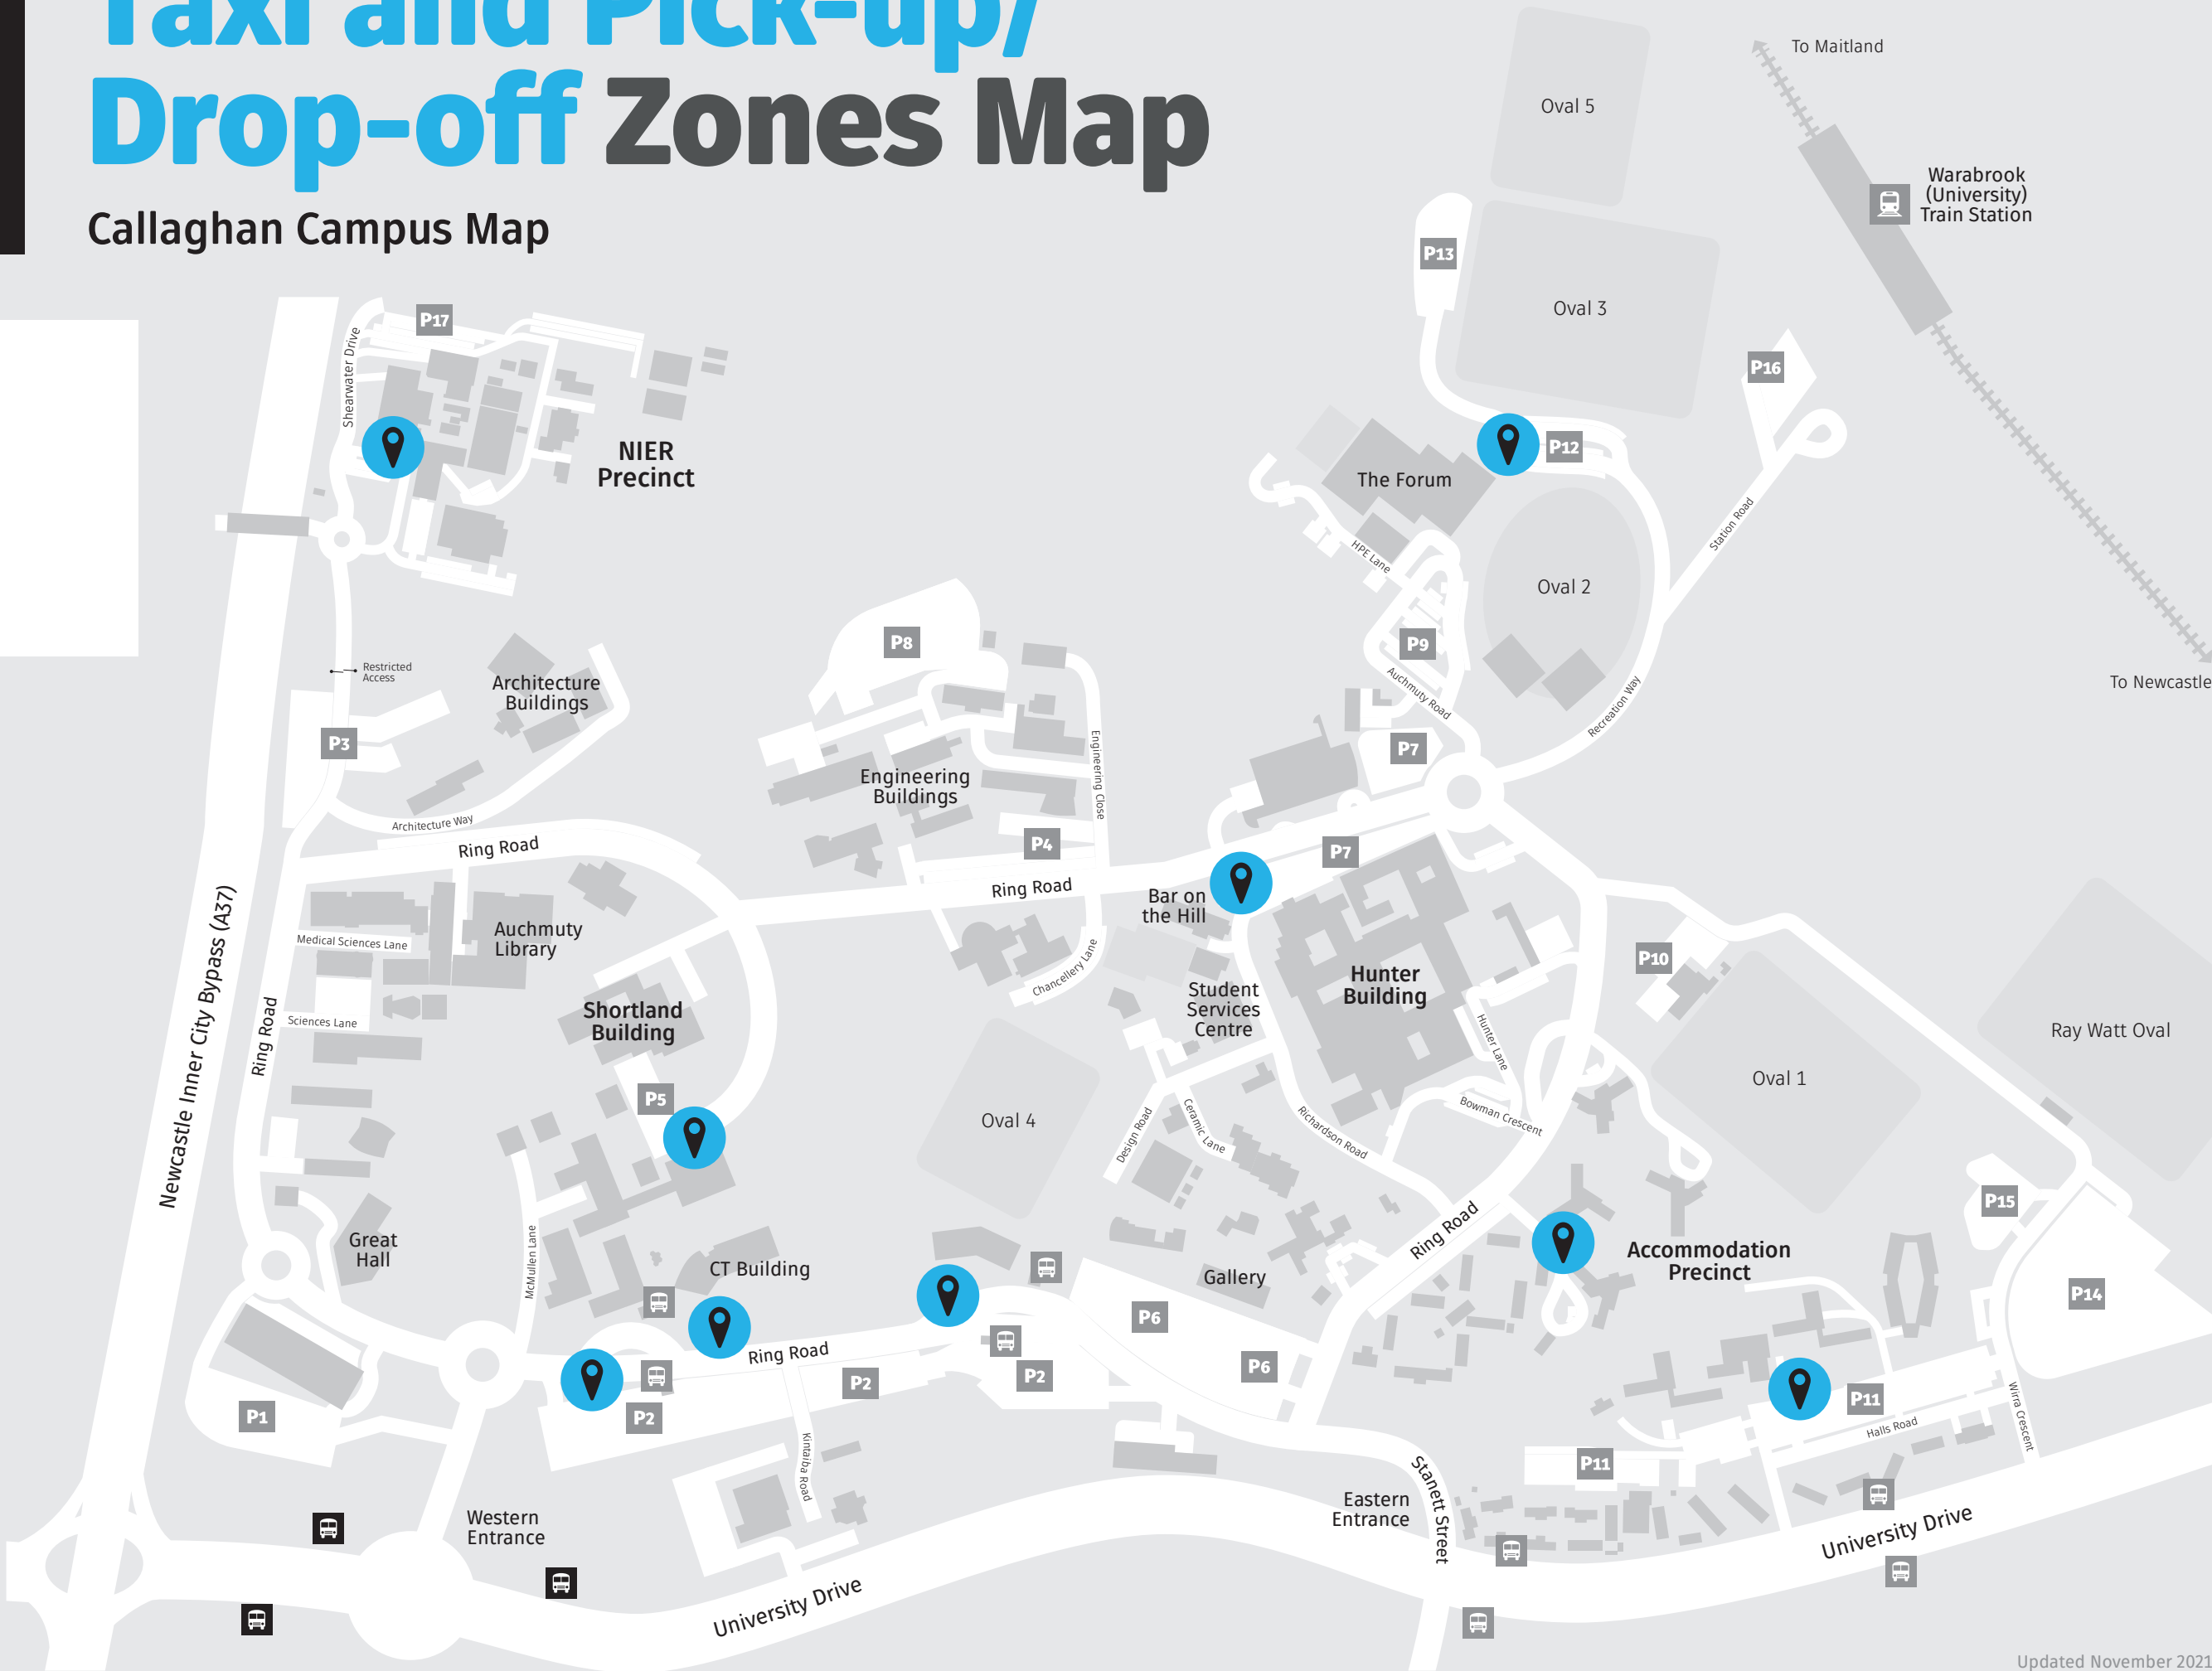 Taxi and Pick-up/
Drop-off Zones Map
Callaghan Campus Map
To Maitland
Oval 5
Warabrook
(University)
Train Station
P13
Oval 3
P17
Shearwater Drive
P16
NIER
Precinct
P12
The Forum
Station Road
HPE Lane
Oval 2
P8
P9
Restricted
Access
Architecture
Buildings
Auchmuty Road
Recreation Way
To Newcastle
P3
P7
Engineering
Buildings
Engineering Close
Architecture Way
Ring Road
P4
P7
Ring Road
Bar on
the Hill
Newcastle Inner City Bypass (A37)
Auchmuty
Library
Medical Sciences Lane
Chancellery Lane
P10
Hunter
Building
Student
Services
Centre
Shortland
Building
Sciences Lane
Ring Road
Hunter Lane
Ray Watt Oval
Oval 1
P5
Oval 4
Design Road
Ceramic Lane
Richardson Road
Bowman Crescent
P15
Ring Road
Great
Hall
McMullen Lane
CT Building
Gallery
Accommodation
Precinct
P14
P6
Ring Road
P6
P2
P2
P2
P1
P11
Halls Road
Wirra Crescent
Kintaiba Road
P11
Stanett Street
Eastern
Entrance
Western
Entrance
University Drive
University Drive
Updated November 2021